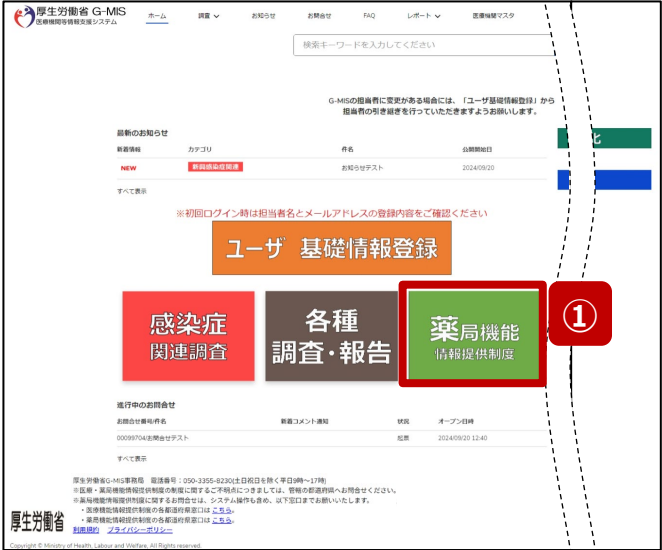 厚生労働省 G-MIS
医療機関等情報支援システム
ホーム
調査
お知らせ
お問合せ
FAQ
レポート
医療機関マスタ
検索キーワードを入力してください
G-MISの担当者に変更がある場合には、「ユーザ基礎情報登録」から
担当者の引き継ぎを行っていただきますようお願いします。
化
最新のお知らせ
新着情報 カテゴリ 件名 公開開始日
NEW 新興感染症関連 お知らせテスト 2024/09/20
すべて表示
※初回ログイン時は担当者名とメールアドレスの登録内容をご確認ください
ユーザ 基礎情報登録
感染症
関連調査
各種
調査・報告
薬局機能
情報提供制度
①
進行中のお問合せ
お問合せ番号/件名 新着コメント通知 状況 オープン日時
00099704/お問合せテスト 起票 2024/09/20 12:40
すべて表示
厚生労働省G-MIS事務局 電話番号：050-3355-8230(土日祝日を除く平日9時～17時)
※医療・薬局機能情報提供制度の制度に関するご不明点につきましては、管轄の都道府県へお問合せください。
※薬局機能情報提供制度に関するお問合せは、システム操作も含め、以下窓口までお願いいたします。
・医療機能情報提供制度の各都道府県窓口は こちら。
・薬局機能情報提供制度の各都道府県窓口は こちら。
利用規約 プライバシーポリシー
厚生労働省
Copyright © Ministry of Health, Labour and Welfare, All Rights reserved.